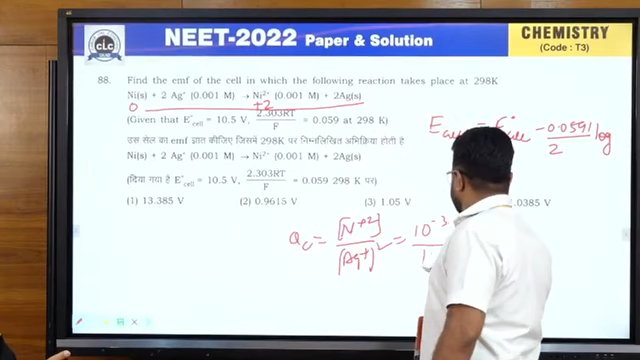 CLC
NEET-2022 Paper & Solution
CHEMISTRY
(Code : T3)
88. Find the emf of the cell in which the following reaction takes place at 298K
Ni(s) + 2 Ag⁺ (0.001 M) → Ni²⁺ (0.001 M) + 2Ag(s)
0 +2
(Given that E°cell = 10.5 V, 2.303RT/F = 0.059 at 298 K)
उस सेल का emf ज्ञात कीजिए जिसमें 298K पर निम्नलिखित अभिक्रिया होती है
Ni(s) + 2 Ag⁺ (0.001 M) → Ni²⁺ (0.001 M) + 2Ag(s)
(दिया गया है E°cell = 10.5 V, 2.303RT/F = 0.059 298 K पर)
(1) 13.385 V (2) 0.9615 V (3) 1.05 V .0385 V
Ecell = E°cell -0.0591/2 log
Qc = [N⁺²]/[Ag⁺]² = 10⁻³/1